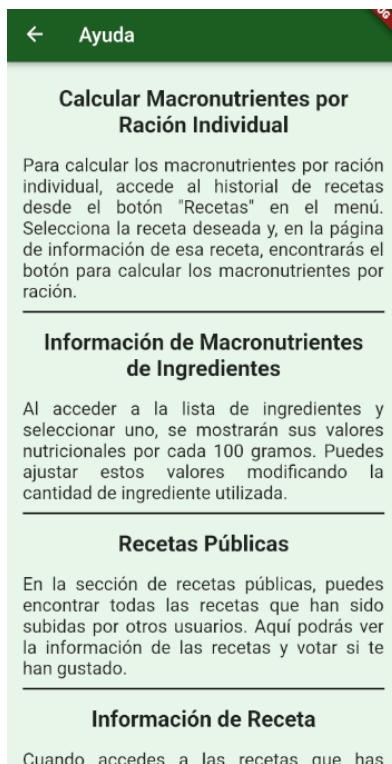 Ayuda
Calcular Macronutrientes por
Ración Individual
Para calcular los macronutrientes por ración
individual, accede al historial de recetas
desde el botón "Recetas" en el menú.
Selecciona la receta deseada y, en la página
de información de esa receta, encontrarás el
botón para calcular los macronutrientes por
ración.
Información de Macronutrientes
de Ingredientes
Al acceder a la lista de ingredientes y
seleccionar uno, se mostrarán sus valores
nutricionales por cada 100 gramos. Puedes
ajustar estos valores modificando la
cantidad de ingrediente utilizada.
Recetas Públicas
En la sección de recetas públicas, puedes
encontrar todas las recetas que han sido
subidas por otros usuarios. Aquí podrás ver
la información de las recetas y votar si te
han gustado.
Información de Receta
Cuando accedes a las recetas que has